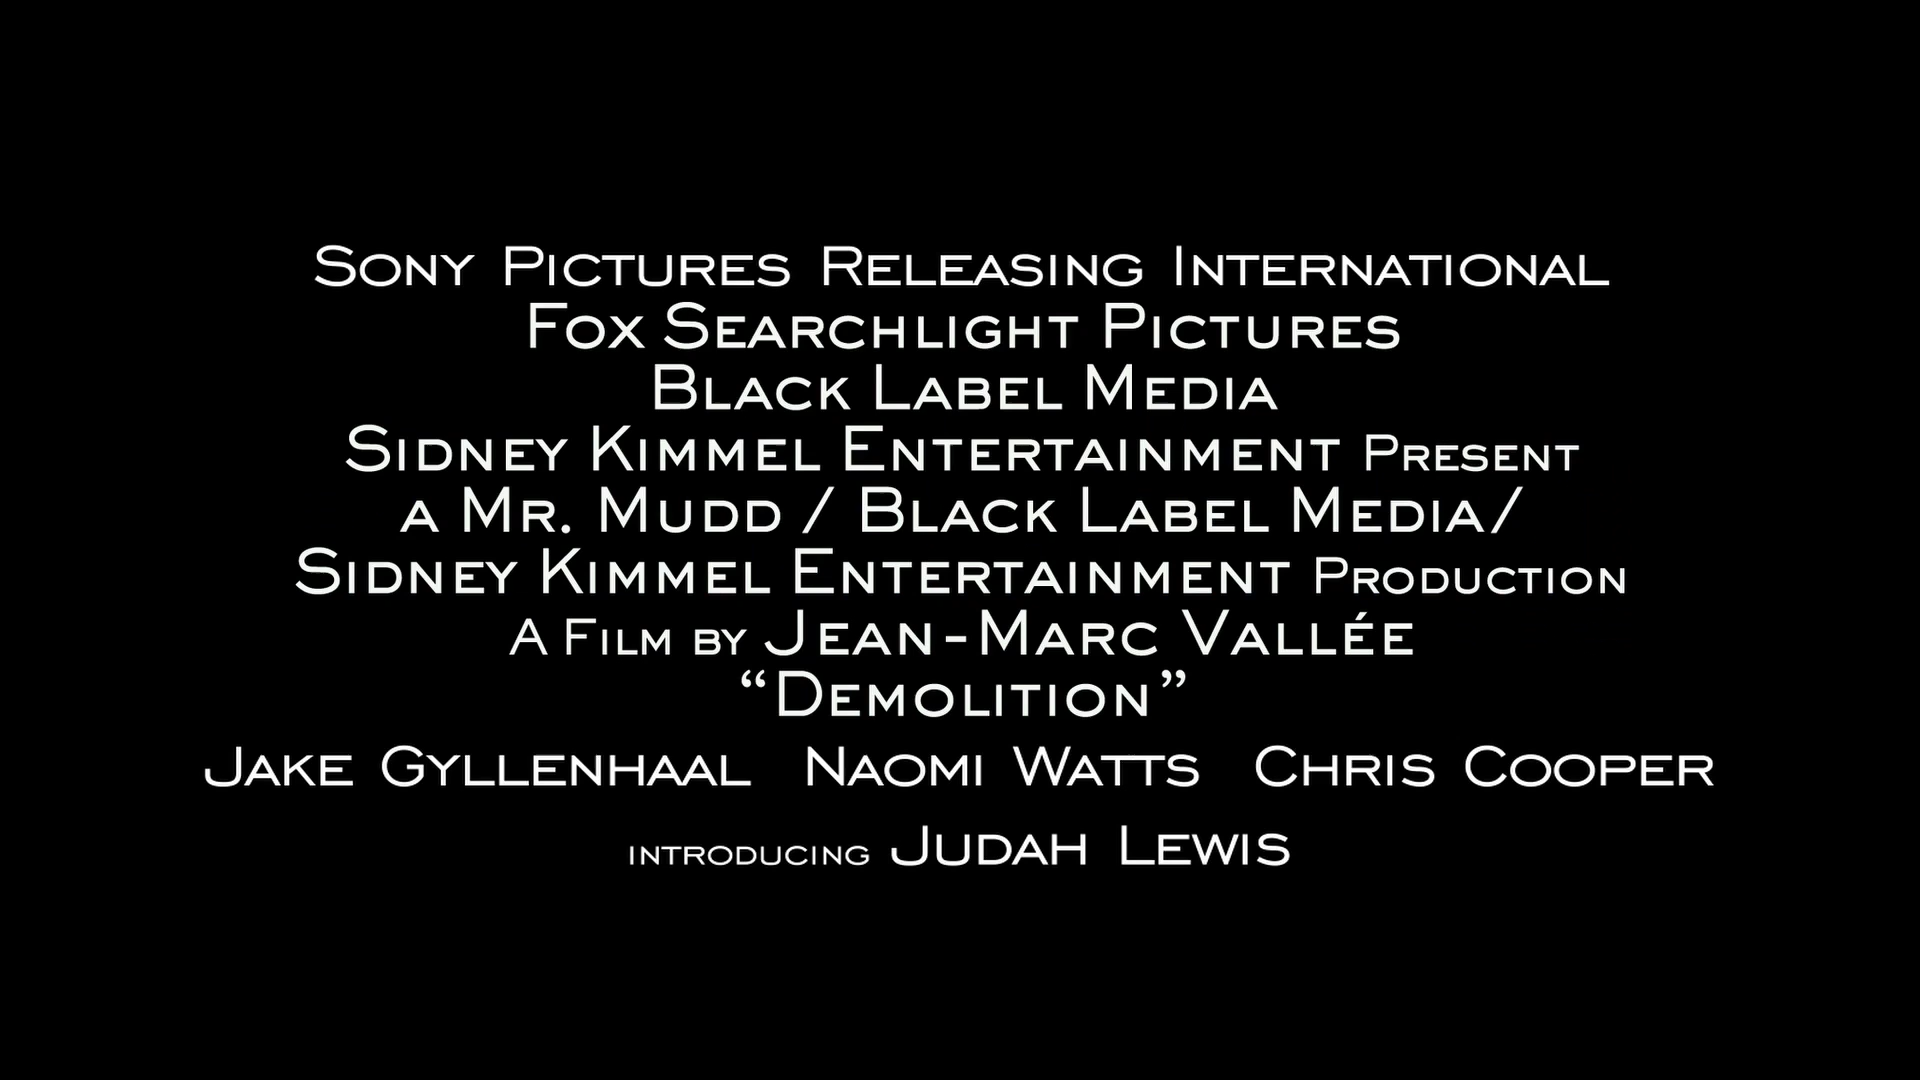 Sony Pictures Releasing International
Fox Searchlight Pictures
Black Label Media
Sidney Kimmel Entertainment Present
a Mr. Mudd / Black Label Media/
Sidney Kimmel Entertainment Production
A Film by Jean-Marc Vallée
“Demolition”
Jake Gyllenhaal Naomi Watts Chris Cooper
introducing Judah Lewis